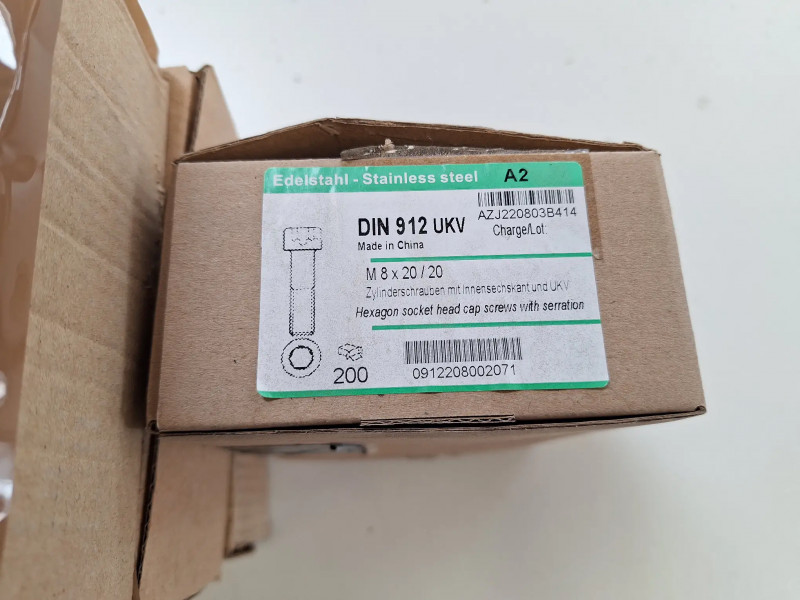 Edelstahl - Stainless steel A2
AZJ220803B414
DIN 912 UKV
Charge/Lot:
Made in China
M 8 x 20 / 20
Zylinderschrauben mit Innensechskant und UKV
Hexagon socket head cap screws with serration
200
0912208002071